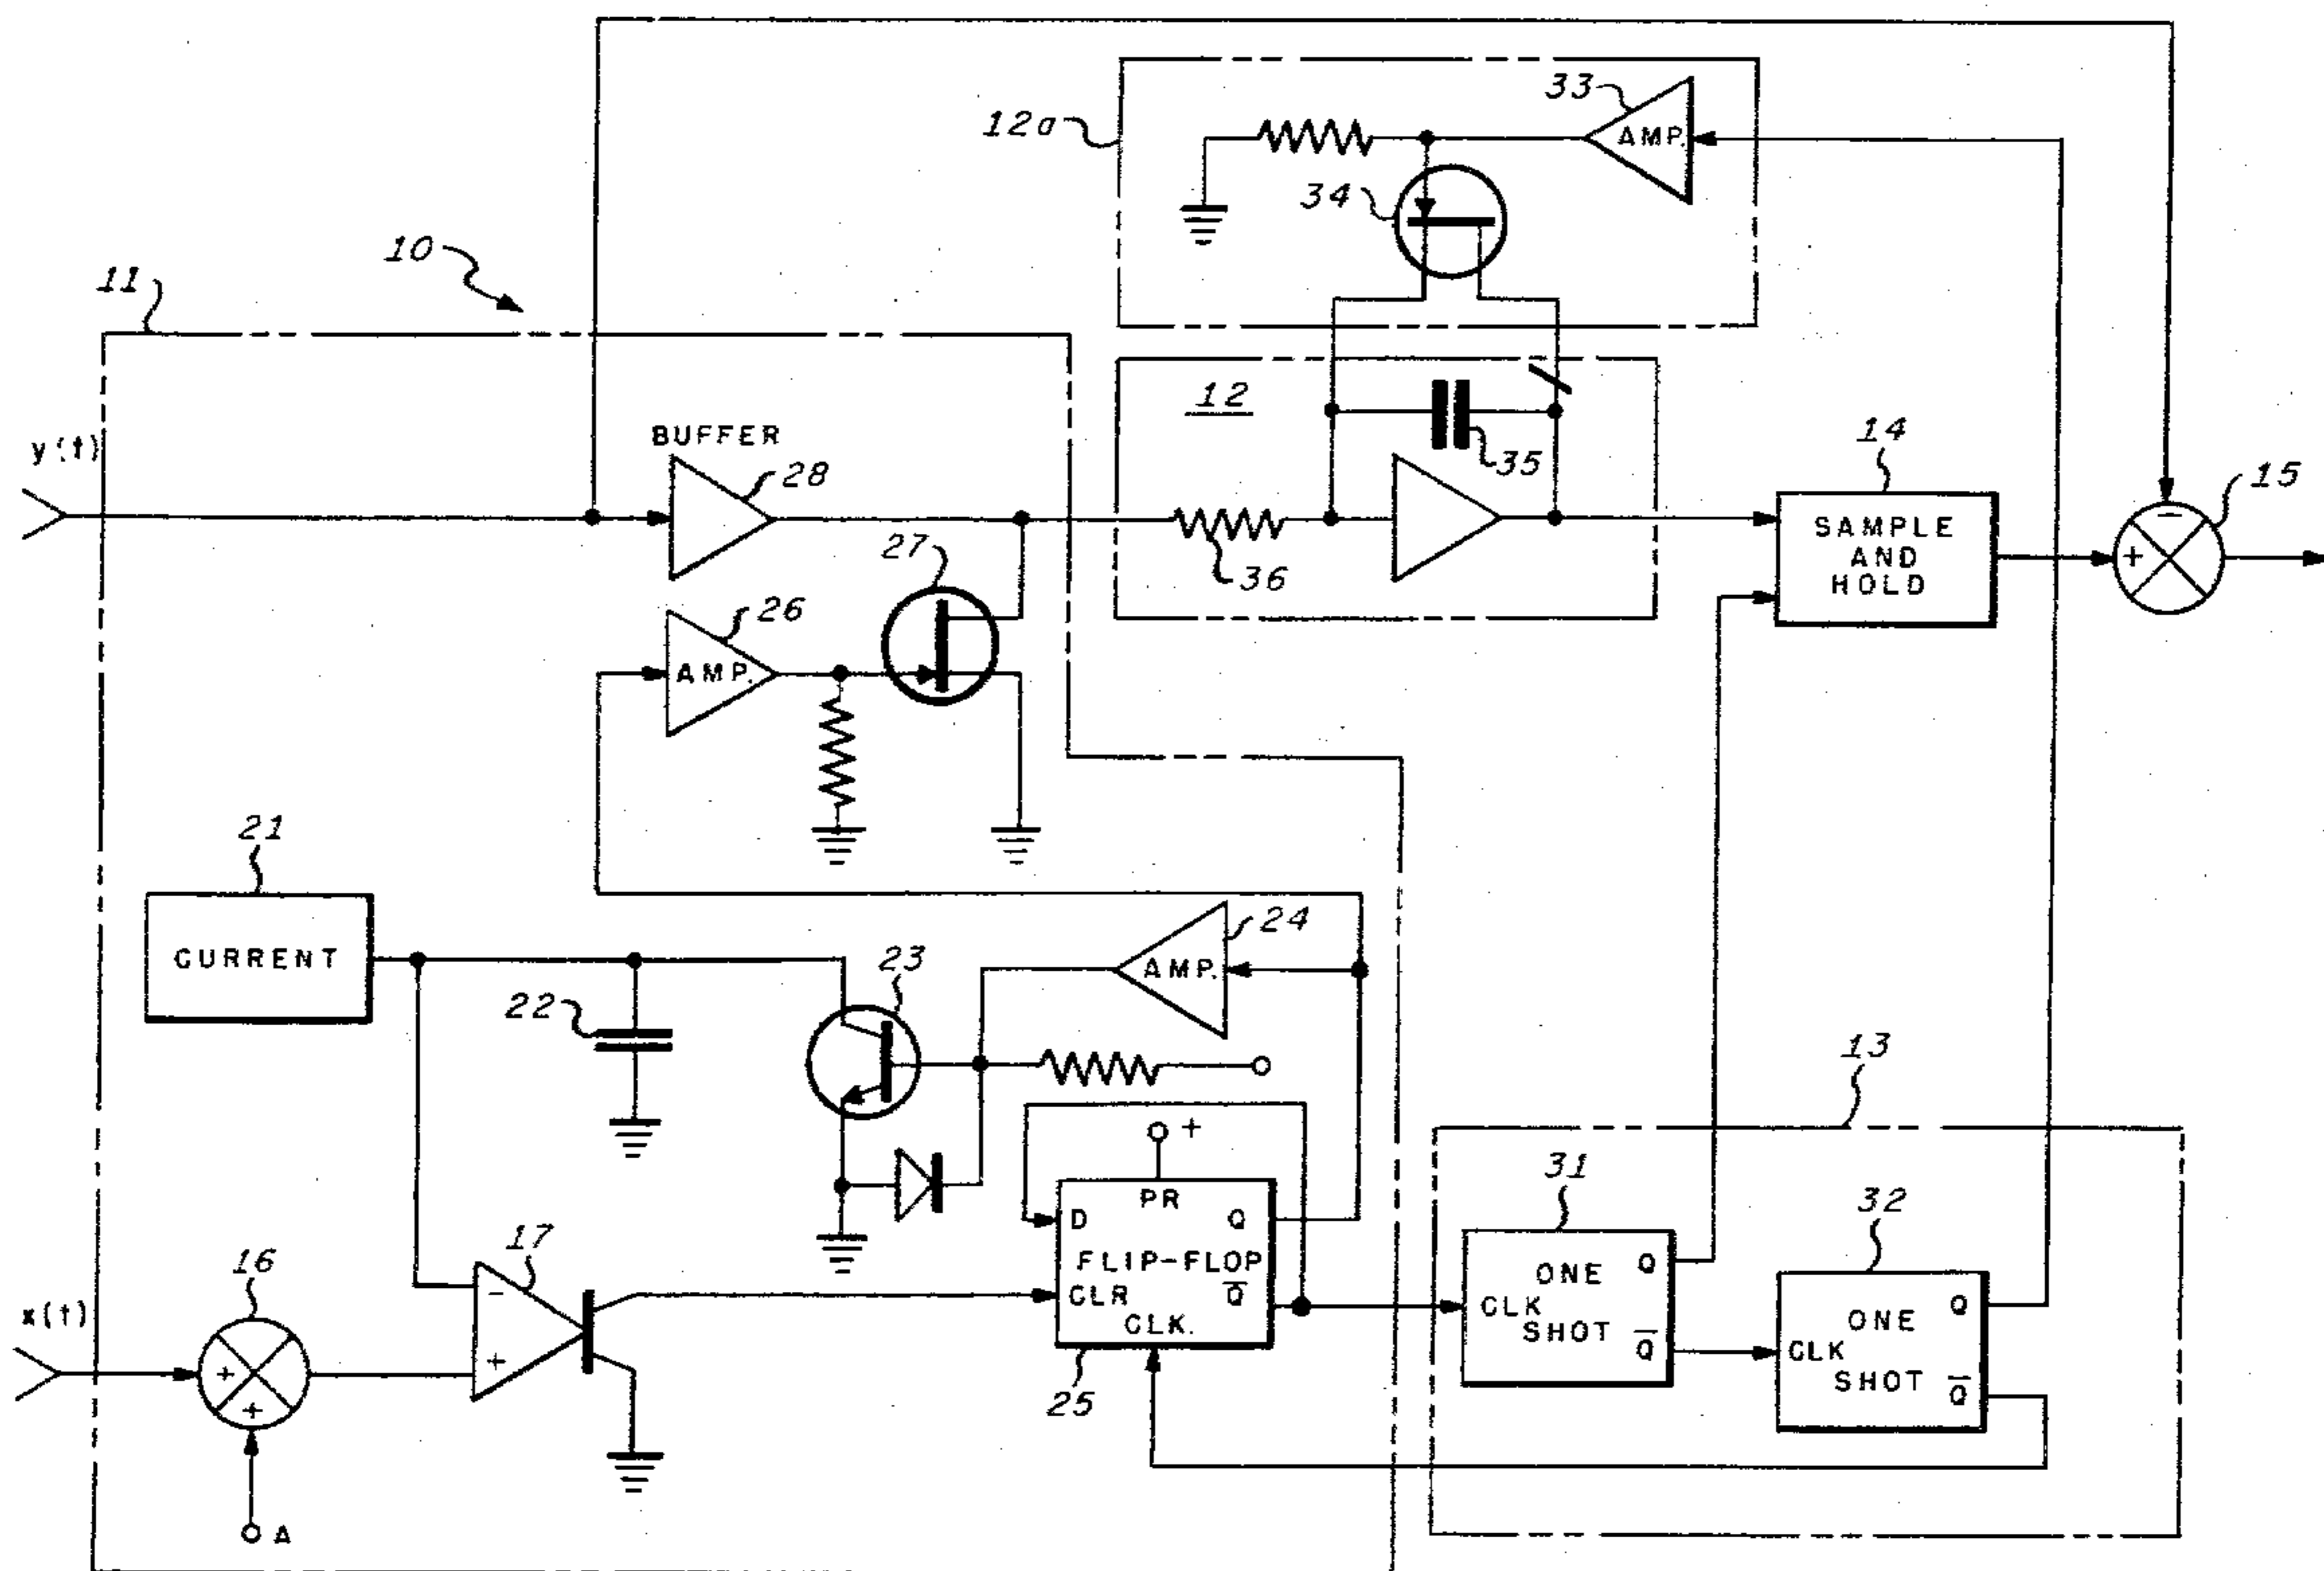 33
AMP.
12a
34
10
11
12
35
14
15
y(t)
BUFFER
28
27
36
SAMPLE
AND
HOLD
+
−
26
AMP.
21
CURRENT
24
AMP.
23
22
13
+
PR
D
Q
FLIP-FLOP
CLR
Q̅
CLK.
25
31
ONE
SHOT
CLK
Q
Q̅
32
ONE
SHOT
CLK
Q
Q̅
17
−
+
16
x(t)
+
+
A